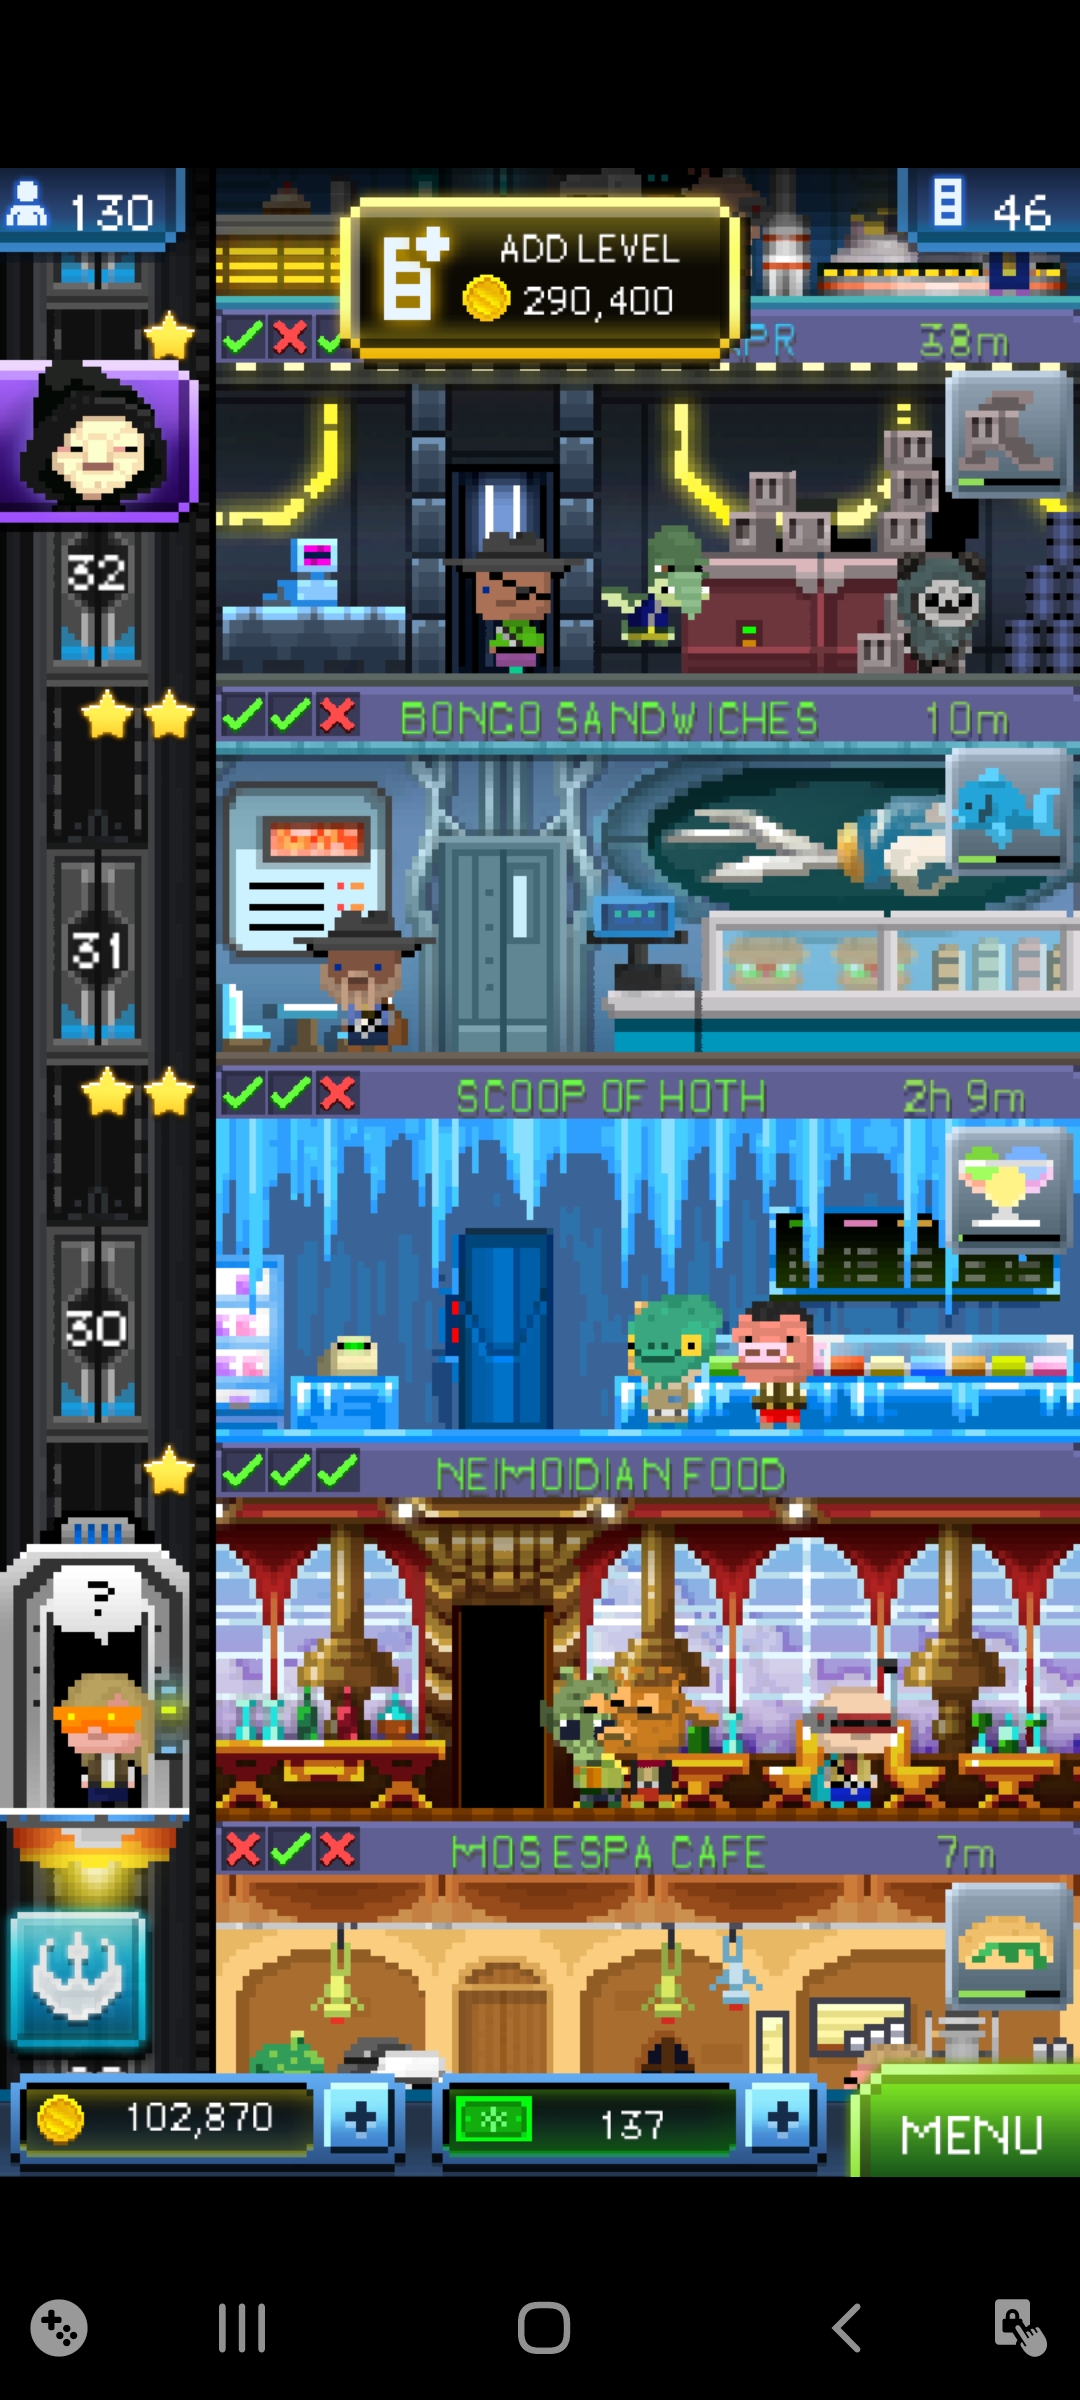 130
46
ADD LEVEL
290,400
38m
32
BONGO SANDWICHES 10m
31
SCOOP OF HOTH 2h 9m
30
NEIMOIDIAN FOOD
?
MOS ESPA CAFE 7m
102,870
137
MENU